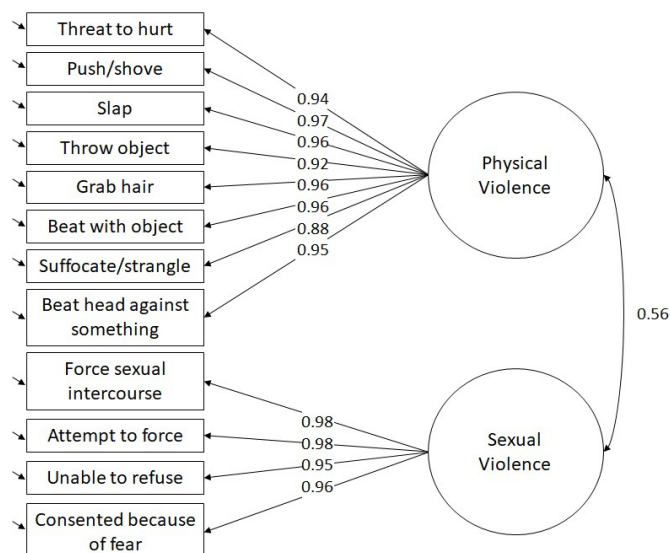 Threat to hurt
Push/shove
Slap
Throw object
Grab hair
Beat with object
Suffocate/strangle
Beat head against
something
Force sexual
intercourse
Attempt to force
Unable to refuse
Consented because
of fear
0.94
0.97
0.96
0.92
0.96
0.96
0.88
0.95
0.98
0.98
0.95
0.96
Physical
Violence
Sexual
Violence
0.56